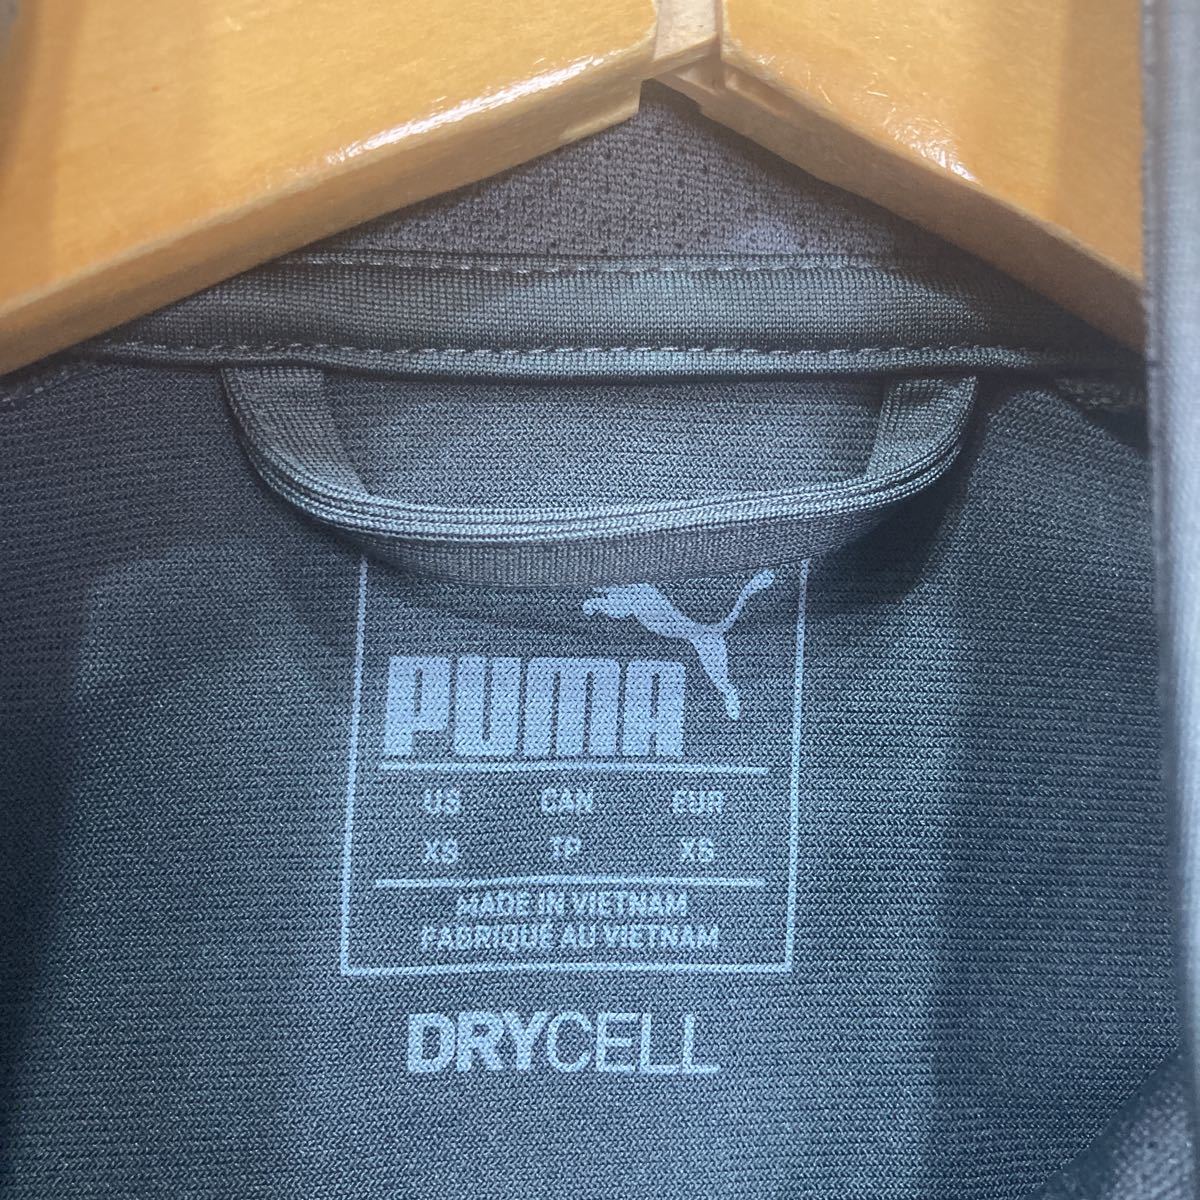 PUMA
US CAN EUR
XS TP XS
MADE IN VIETNAM
FABRIQUE AU VIETNAM
DRYCELL